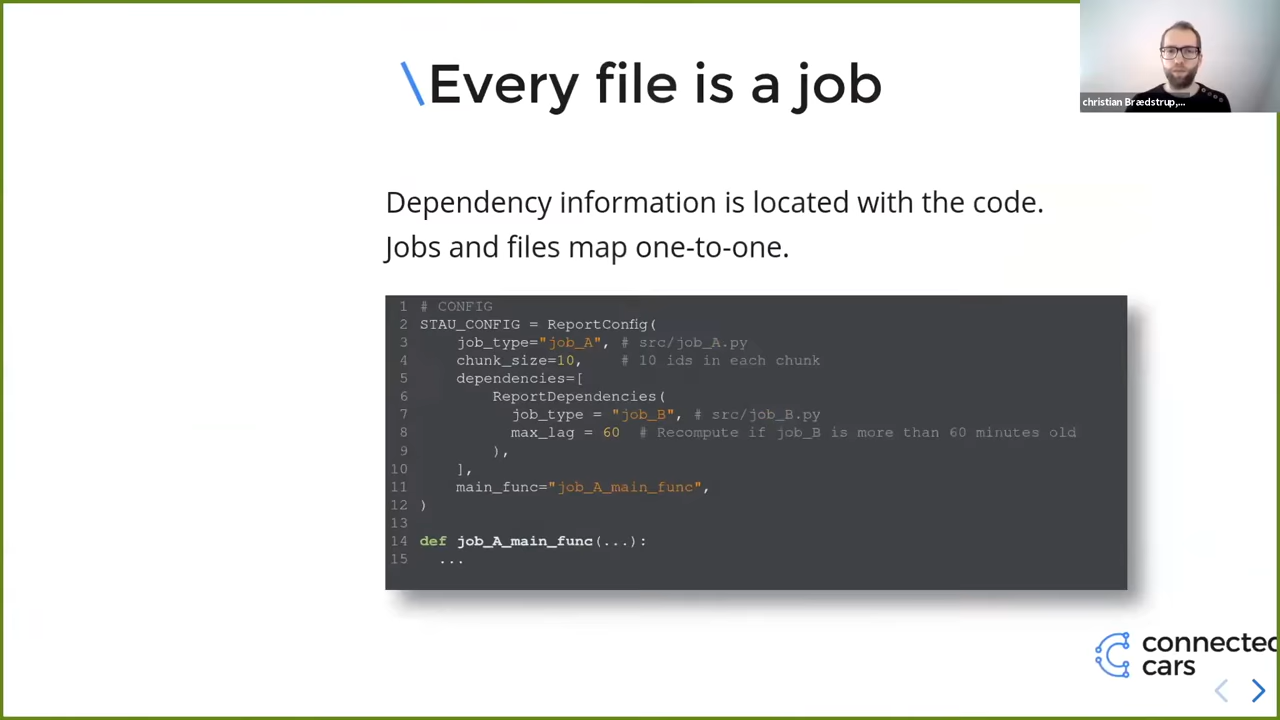 \Every file is a job
christian Brædstrup,...
Dependency information is located with the code.
Jobs and files map one-to-one.
1 # CONFIG
2 STAU_CONFIG = ReportConfig(
3     job_type="job_A", # src/job_A.py
4     chunk_size=10,    # 10 ids in each chunk
5     dependencies=[
6         ReportDependencies(
7           job_type = "job_B", # src/job_B.py
8           max_lag = 60  # Recompute if job_B is more than 60 minutes old
9         ),
10     ],
11     main_func="job_A_main_func",
12 )
13
14 def job_A_main_func(...):
15   ...
connected
cars